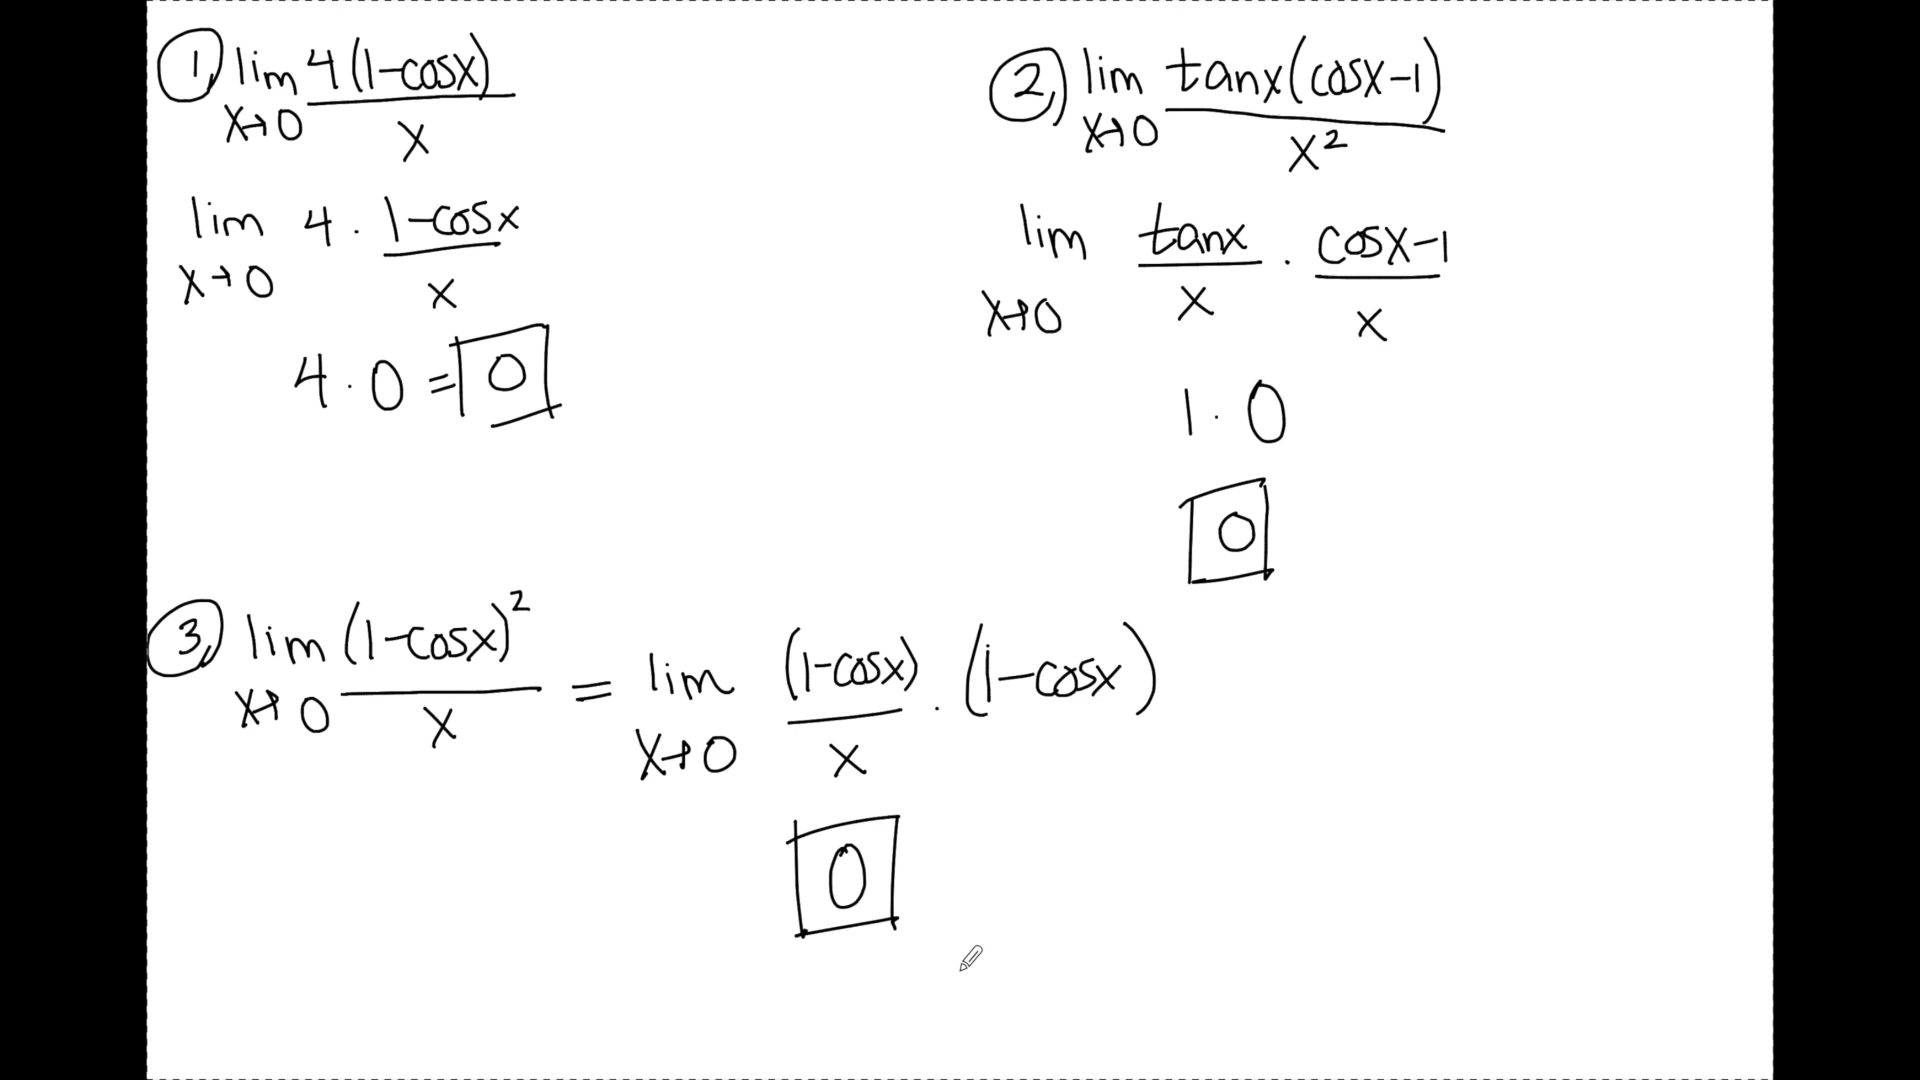 1, lim x→0 4(1-cosx) / x
lim x→0 4 · 1-cosx / x
4 · 0 = 0
2, lim x→0 tanx(cosx-1) / x²
lim x→0 tanx / x · cosx-1 / x
1 · 0
0
3, lim x→0 (1-cosx)² / x = lim x→0 (1-cosx) / x · (1-cosx)
0